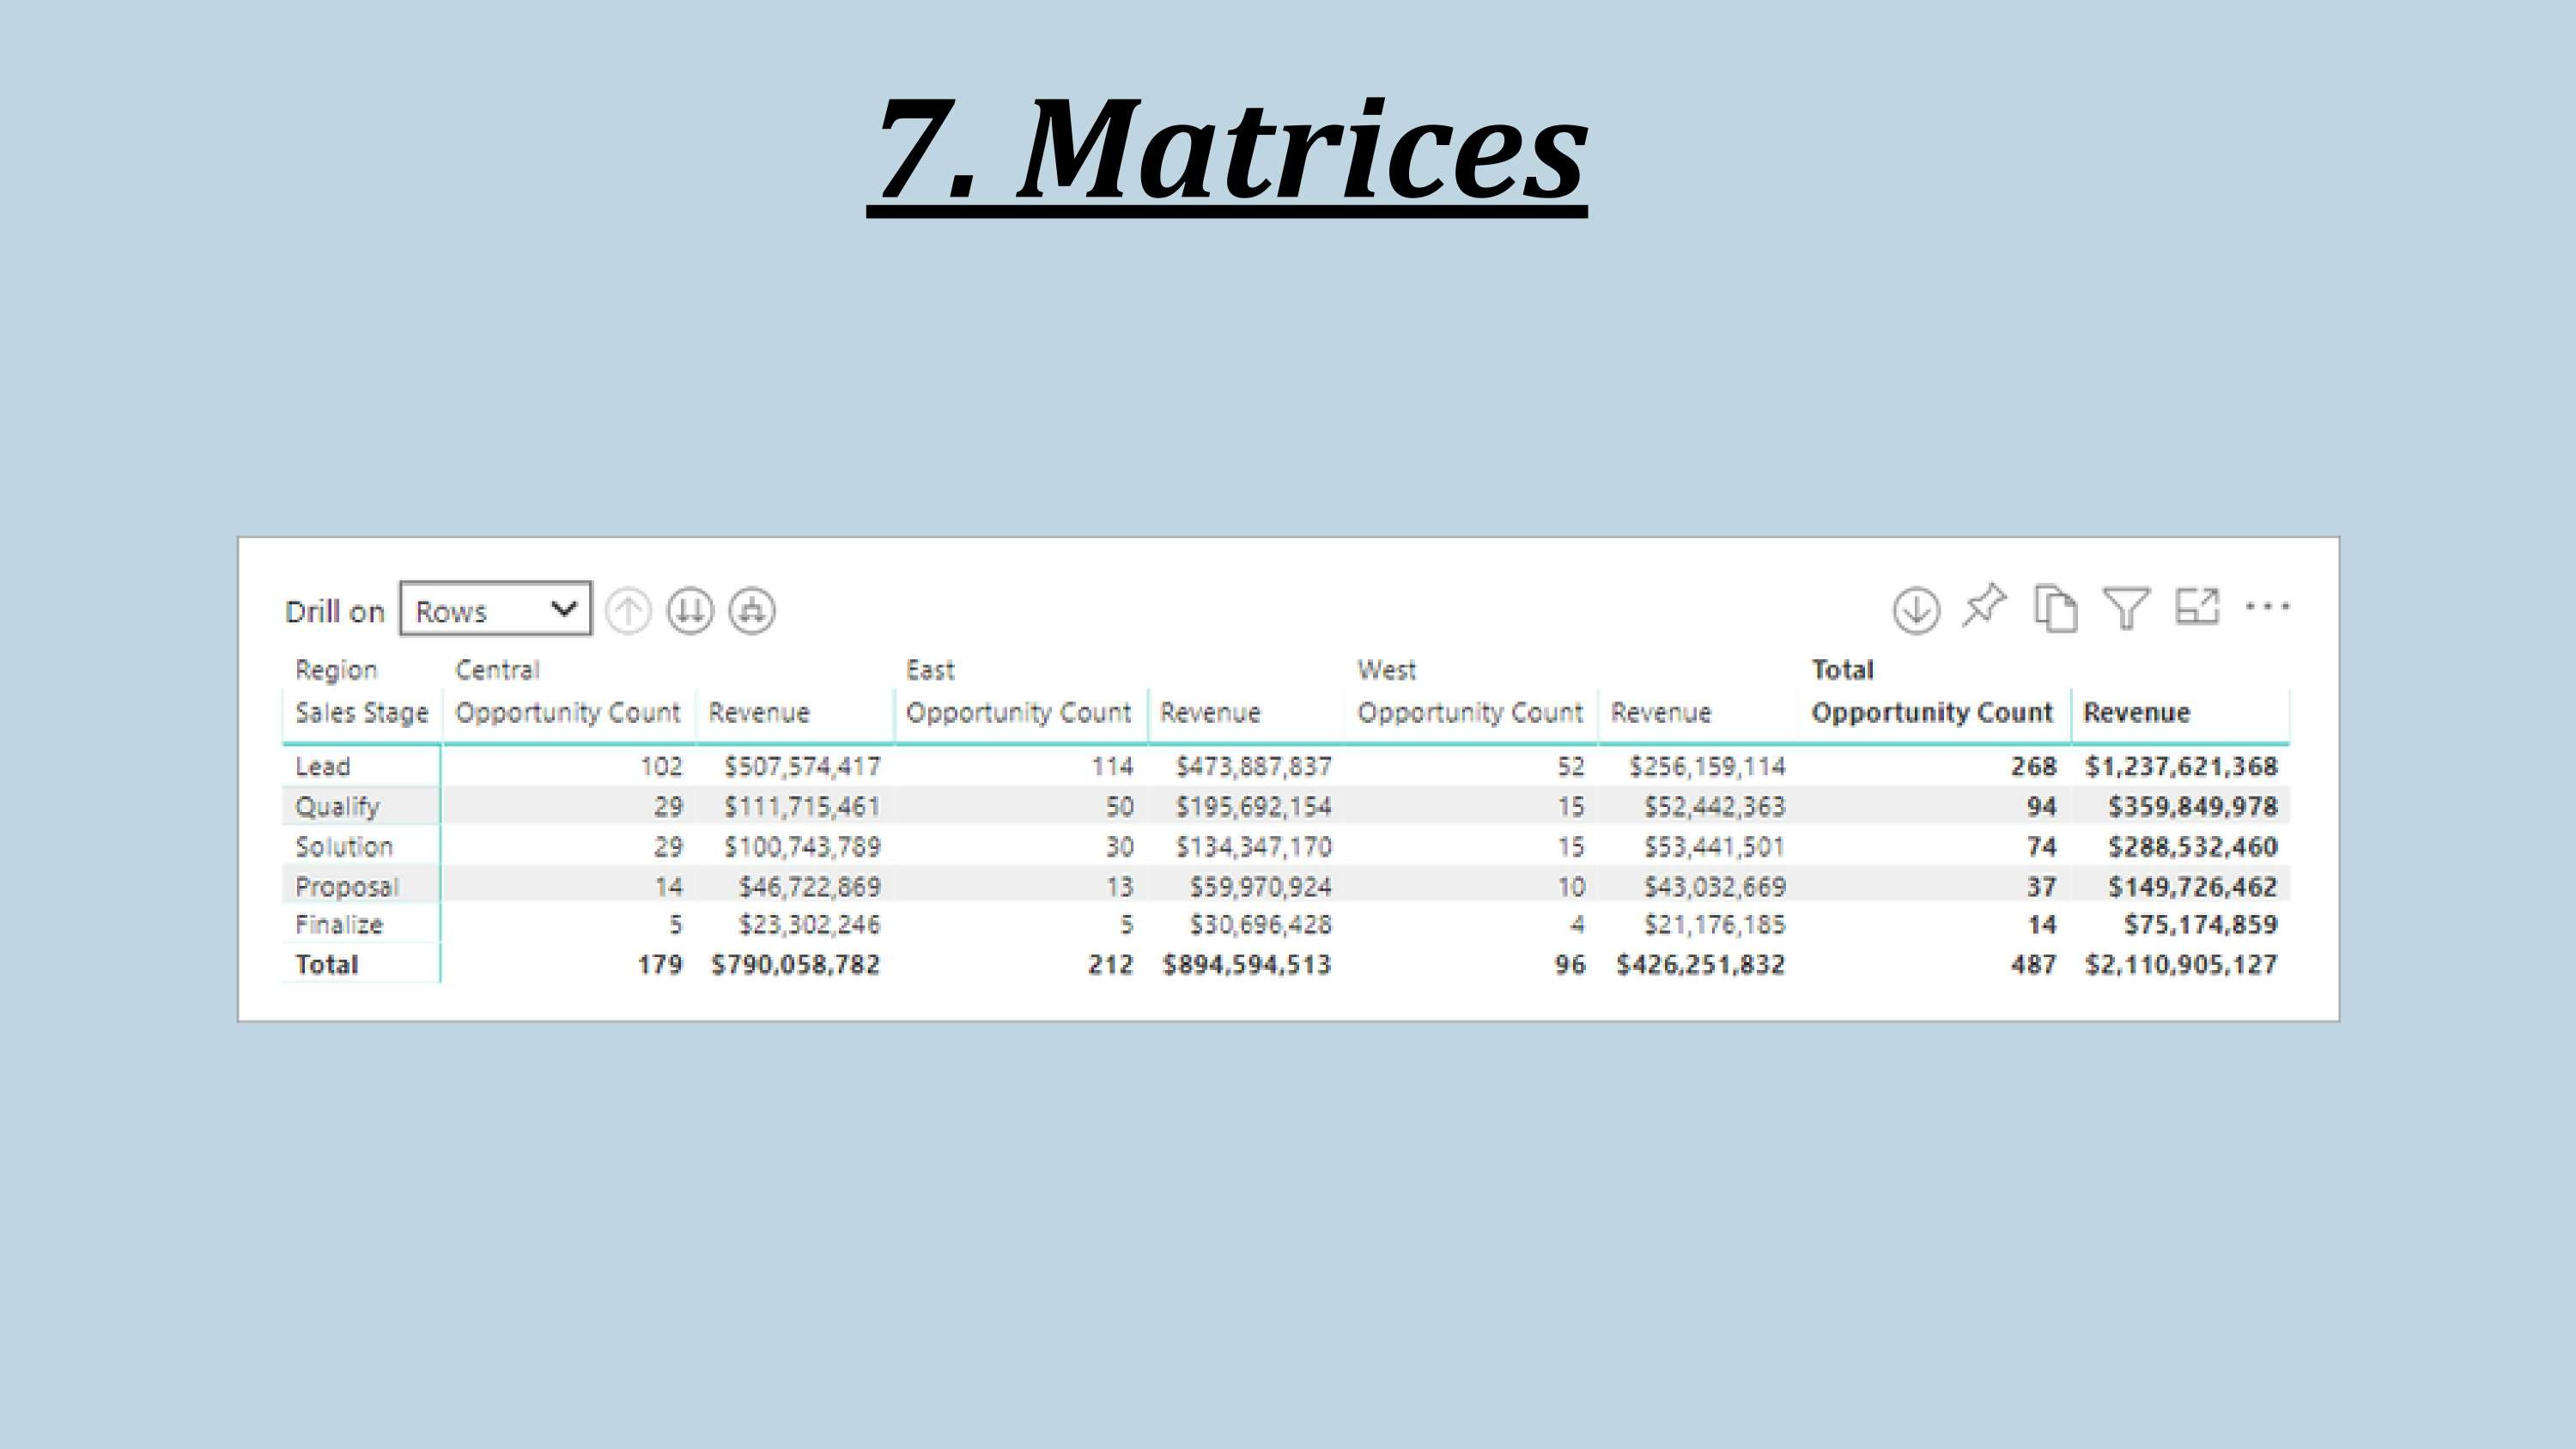 7. Matrices
Drill on Rows
Region Central East West Total
Sales Stage Opportunity Count Revenue Opportunity Count Revenue Opportunity Count Revenue Opportunity Count Revenue
Lead 102 $507,574,417 114 $473,887,837 52 $256,159,114 268 $1,237,621,368
Qualify 29 $111,715,461 50 $195,692,154 15 $52,442,363 94 $359,849,978
Solution 29 $100,743,789 30 $134,347,170 15 $53,441,501 74 $288,532,460
Proposal 14 $46,722,869 13 $59,970,924 10 $43,032,669 37 $149,726,462
Finalize 5 $23,302,246 5 $30,696,428 4 $21,176,185 14 $75,174,859
Total 179 $790,058,782 212 $894,594,513 96 $426,251,832 487 $2,110,905,127